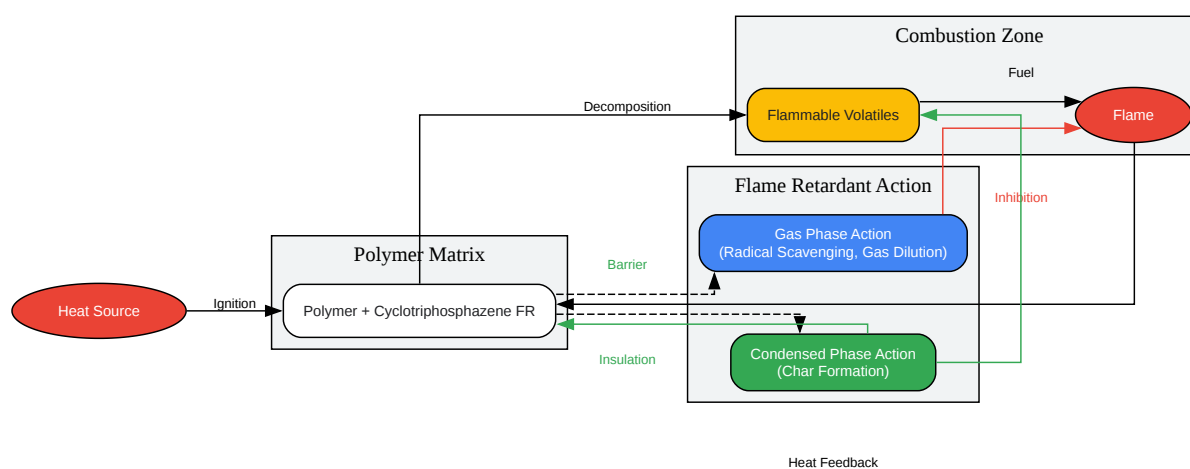 Combustion Zone
Fuel
Decomposition
Flammable Volatiles
Flame
Flame Retardant Action
Inhibition
Gas Phase Action
(Radical Scavenging, Gas Dilution)
Polymer Matrix
Barrier
Heat Source
Ignition
Polymer + Cyclotriphosphazene FR
Insulation
Condensed Phase Action
(Char Formation)
Heat Feedback